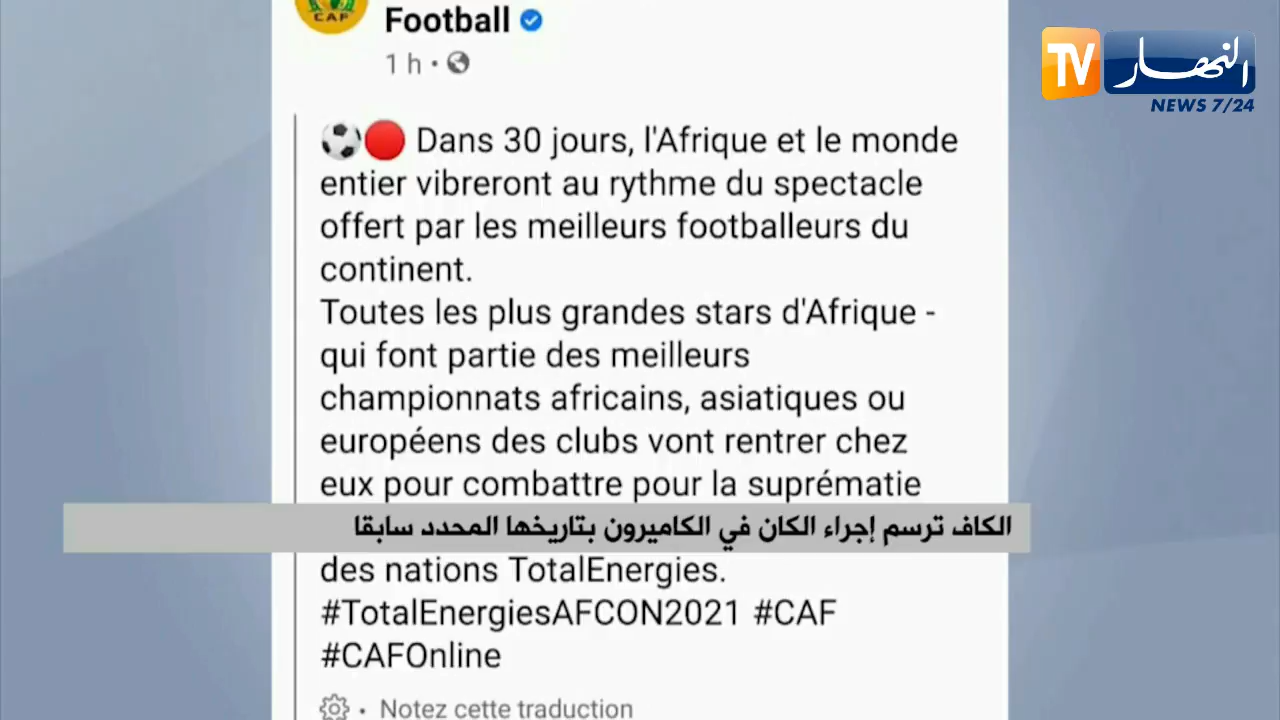 CAF
Football
1 h •
TV النهار
NEWS 7/24
Dans 30 jours, l'Afrique et le monde
entier vibreront au rythme du spectacle
offert par les meilleurs footballeurs du
continent.
Toutes les plus grandes stars d'Afrique -
qui font partie des meilleurs
championnats africains, asiatiques ou
européens des clubs vont rentrer chez
eux pour combattre pour la suprématie
الكاف ترسم إجراء الكان في الكاميرون بتاريخها المحدد سابقا
des nations TotalEnergies.
#TotalEnergiesAFCON2021 #CAF
#CAFOnline
• Notez cette traduction